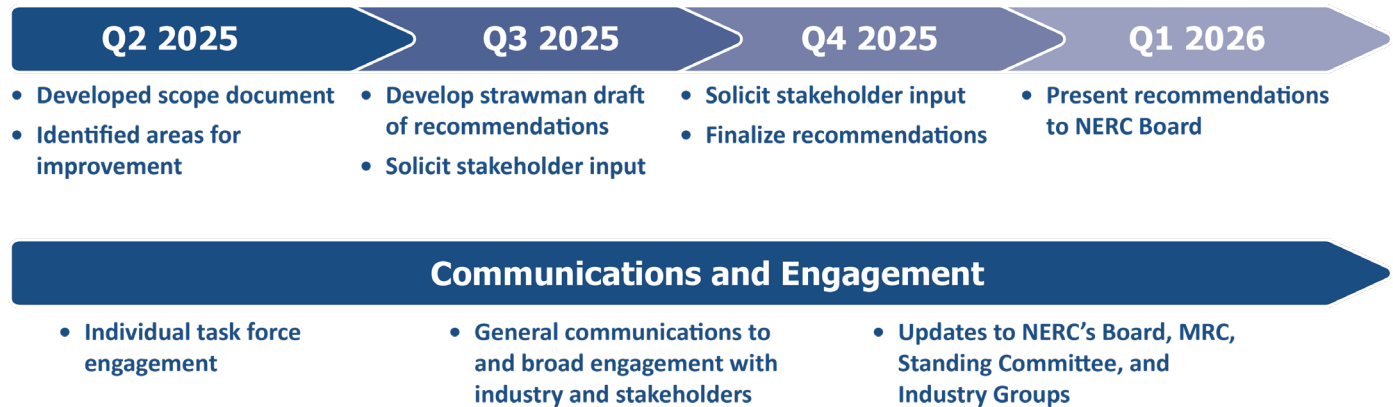 Q2 2025
Q3 2025
Q4 2025
Q1 2026
• Developed scope document
• Identified areas for
improvement
• Develop strawman draft
of recommendations
• Solicit stakeholder input
• Solicit stakeholder input
• Finalize recommendations
• Present recommendations
to NERC Board
Communications and Engagement
• Individual task force
engagement
• General communications to
and broad engagement with
industry and stakeholders
• Updates to NERC’s Board, MRC,
Standing Committee, and
Industry Groups